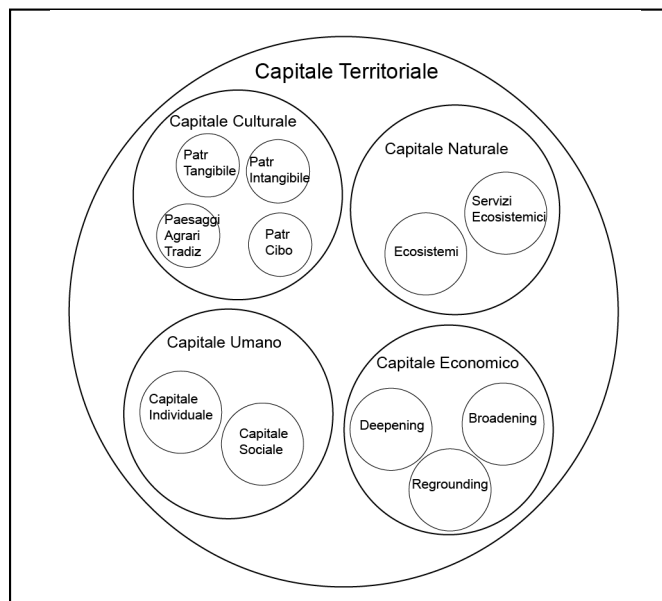 Capitale Territoriale
Capitale Culturale
Patr
Tangibile
Patr
Intangibile
Paesaggi
Agrari
Tradiz
Patr
Cibo
Capitale Naturale
Servizi
Ecosistemici
Ecosistemi
Capitale Umano
Capitale
Individuale
Capitale
Sociale
Capitale Economico
Deepening
Broadening
Regrounding